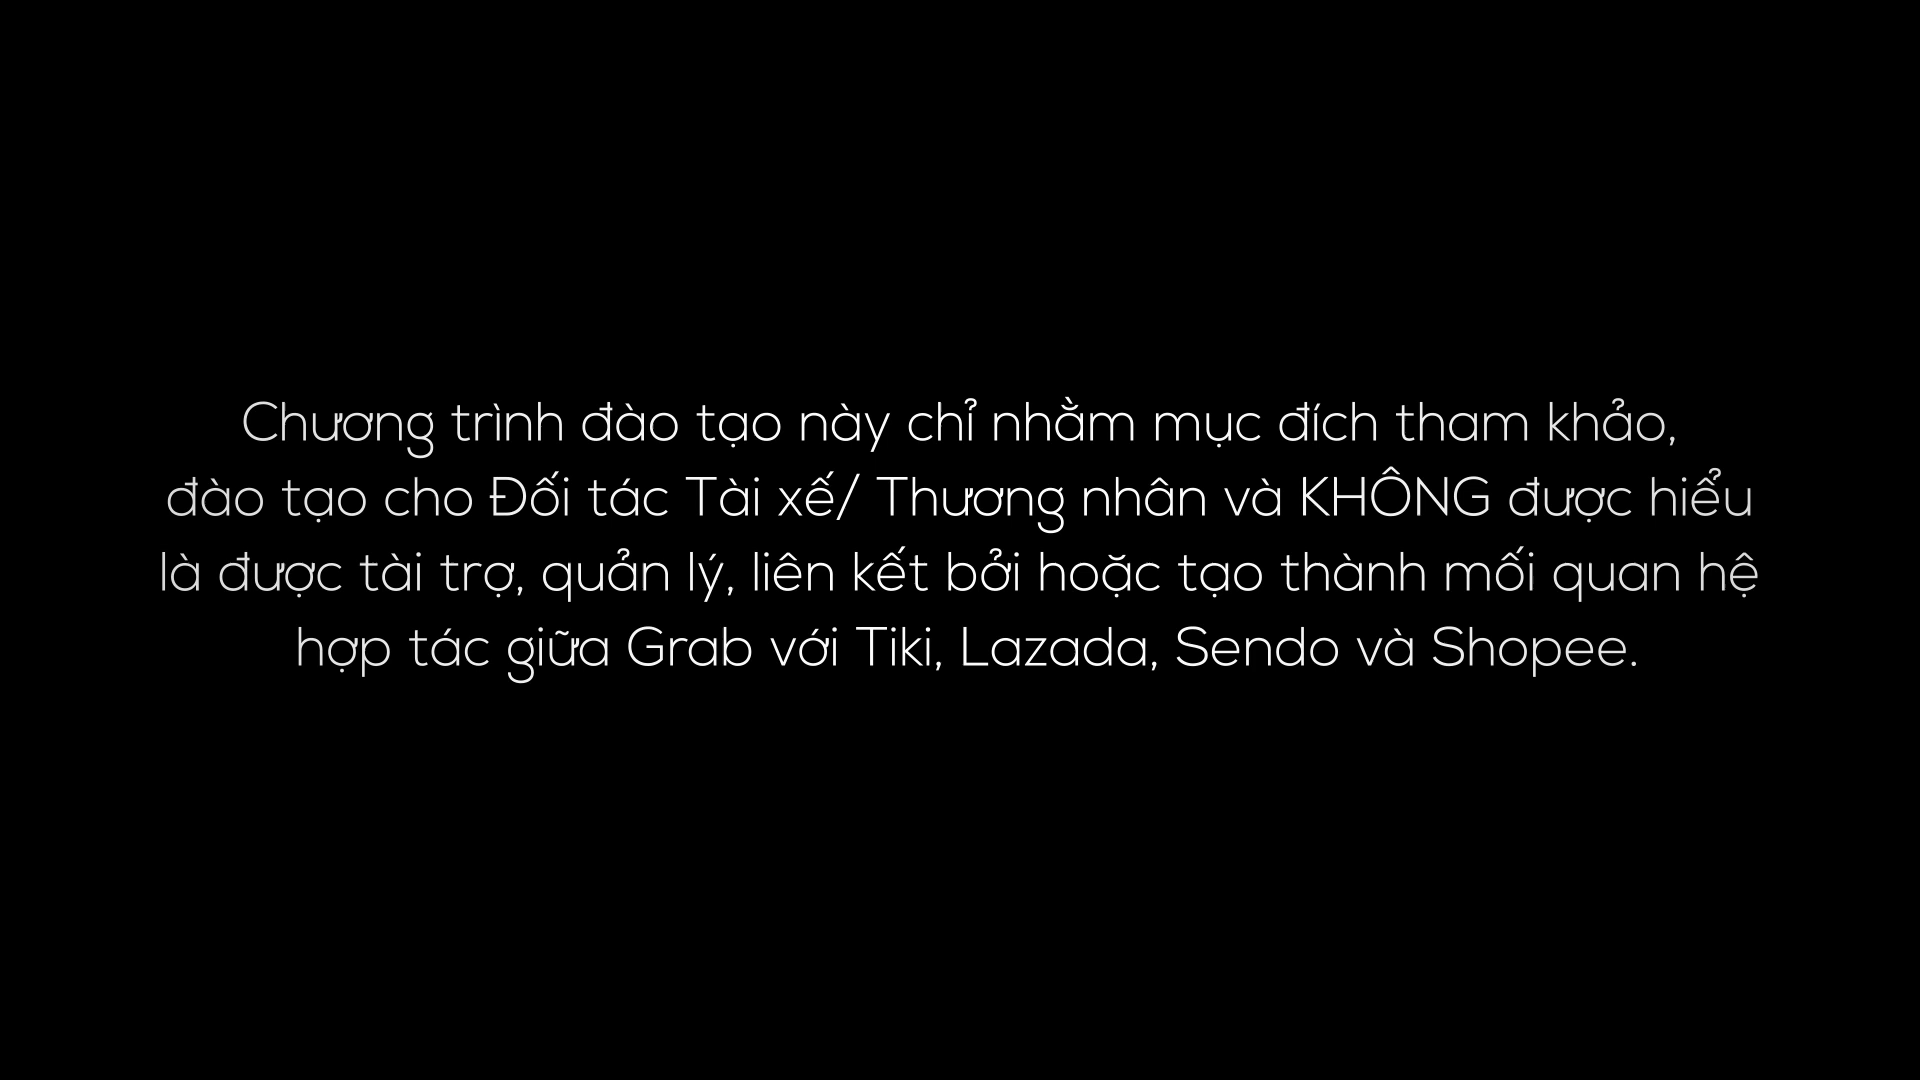 Chương trình đào tạo này chỉ nhằm mục đích tham khảo,
đào tạo cho Đối tác Tài xế/ Thương nhân và KHÔNG được hiểu
là được tài trợ, quản lý, liên kết bởi hoặc tạo thành mối quan hệ
hợp tác giữa Grab với Tiki, Lazada, Sendo và Shopee.